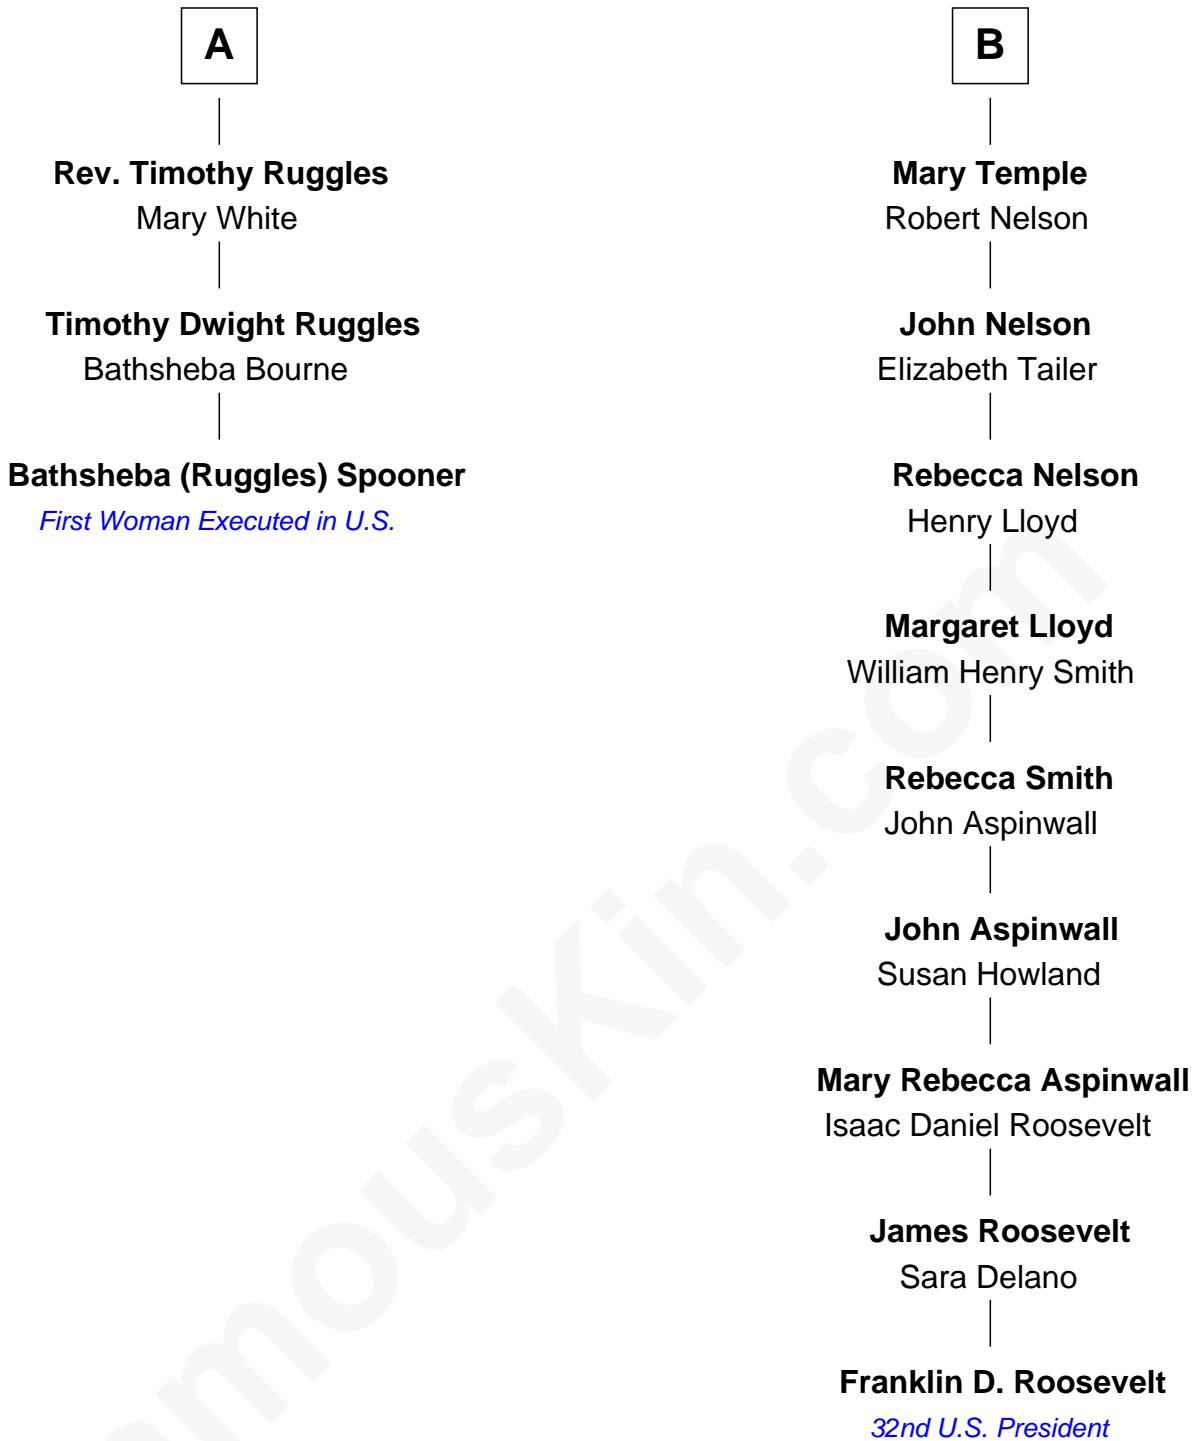 A
Rev. Timothy Ruggles
Mary White
Timothy Dwight Ruggles
Bathsheba Bourne
Bathsheba (Ruggles) Spooner
First Woman Executed in U.S.
B
Mary Temple
Robert Nelson
John Nelson
Elizabeth Tailer
Rebecca Nelson
Henry Lloyd
Margaret Lloyd
William Henry Smith
Rebecca Smith
John Aspinwall
John Aspinwall
Susan Howland
Mary Rebecca Aspinwall
Isaac Daniel Roosevelt
James Roosevelt
Sara Delano
Franklin D. Roosevelt
32nd U.S. President
amouskin.com